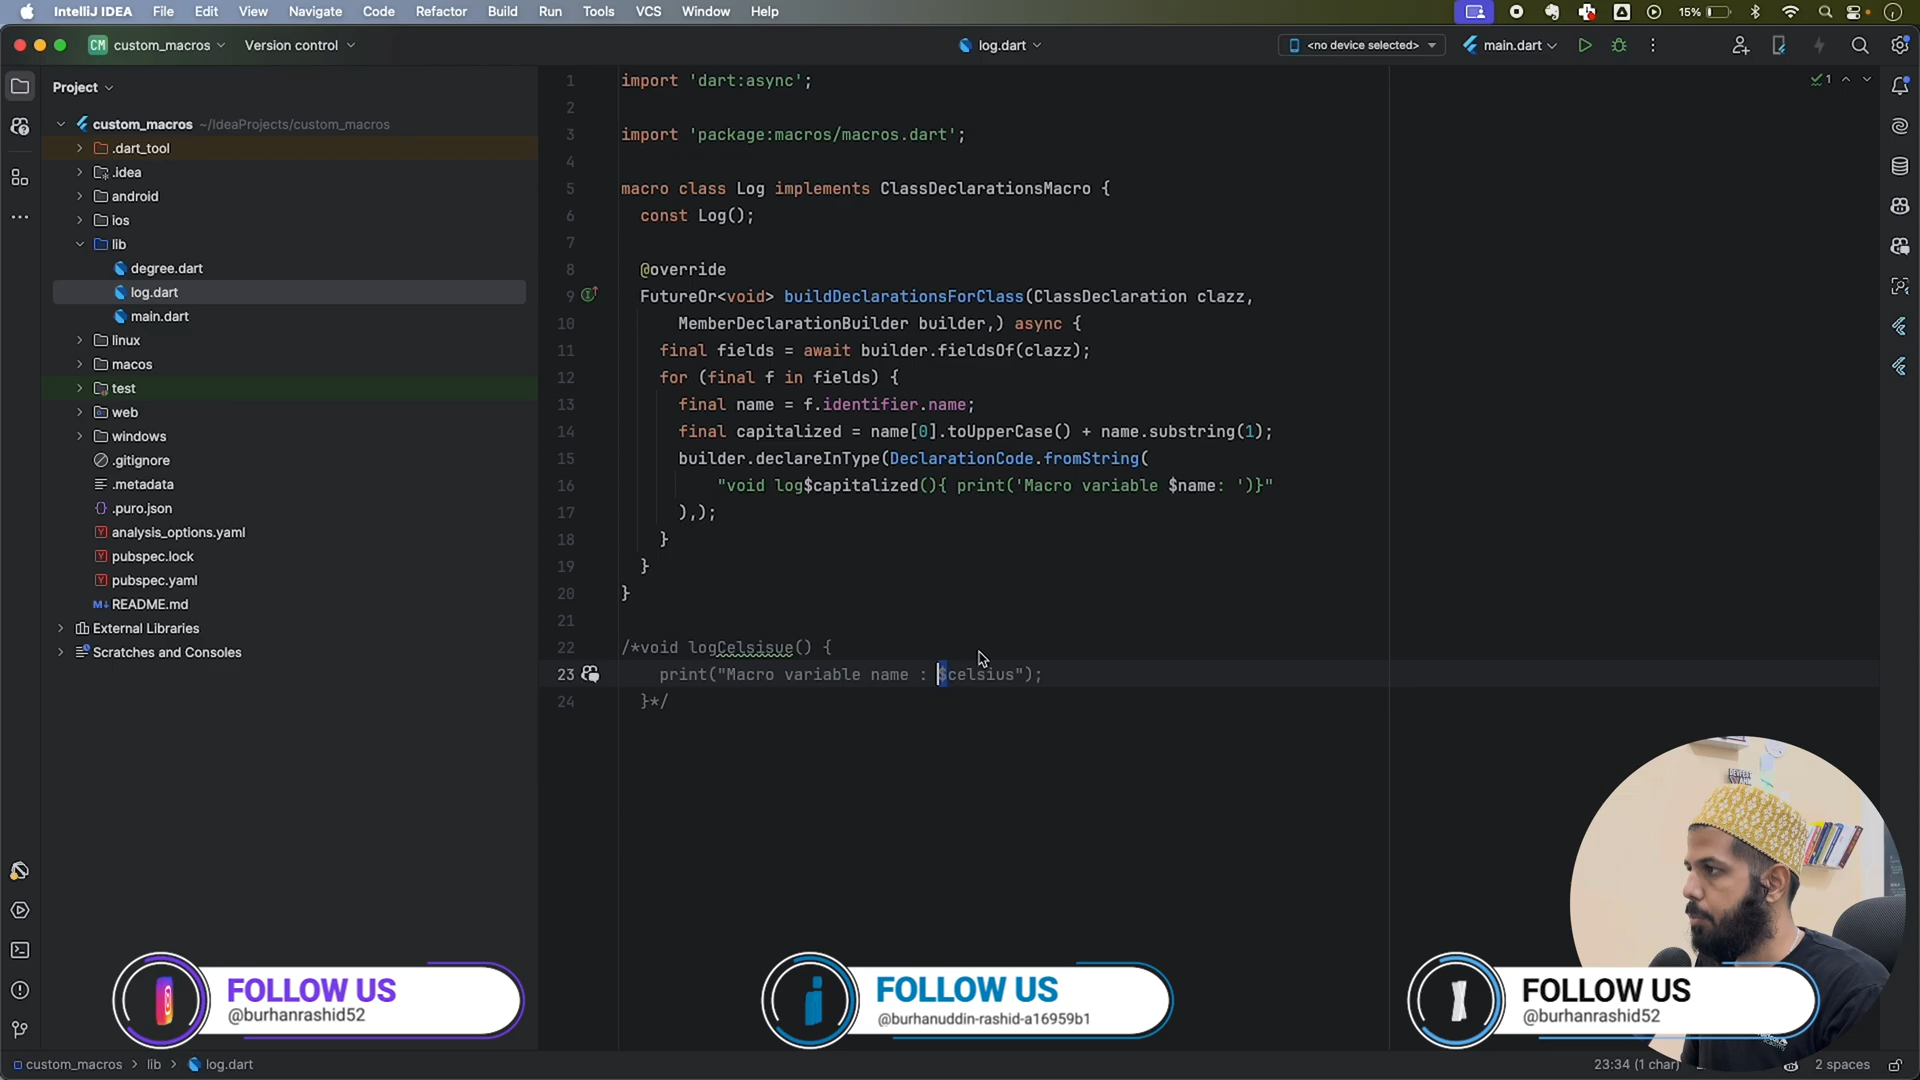 IntelliJ IDEA File Edit View Navigate Code Refactor Build Run Tools VCS Window Help 15%
CM custom_macros Version control log.dart <no device selected> main.dart
Project
custom_macros ~/IdeaProjects/custom_macros
.dart_tool
.idea
android
ios
lib
degree.dart
log.dart
main.dart
linux
macos
test
web
windows
.gitignore
.metadata
.puro.json
analysis_options.yaml
pubspec.lock
pubspec.yaml
M↓ README.md
External Libraries
Scratches and Consoles
1 import 'dart:async';
2
3 import 'package:macros/macros.dart';
4
5 macro class Log implements ClassDeclarationsMacro {
6 const Log();
7
8 @override
9 FutureOr<void> buildDeclarationsForClass(ClassDeclaration clazz,
10 MemberDeclarationBuilder builder,) async {
11 final fields = await builder.fieldsOf(clazz);
12 for (final f in fields) {
13 final name = f.identifier.name;
14 final capitalized = name[0].toUpperCase() + name.substring(1);
15 builder.declareInType(DeclarationCode.fromString(
16 "void log$capitalized(){ print('Macro variable $name: ')}"
17 ),);
18 }
19 }
20 }
21
22 /*void logCelsisue() {
23 print("Macro variable name : $celsius");
24 }*/
1
FOLLOW US
@burhanrashid52
FOLLOW US
@burhanuddin-rashid-a16959b1
FOLLOW US
@burhanrashid52
custom_macros > lib > log.dart
23:34 (1 char)
2 spaces